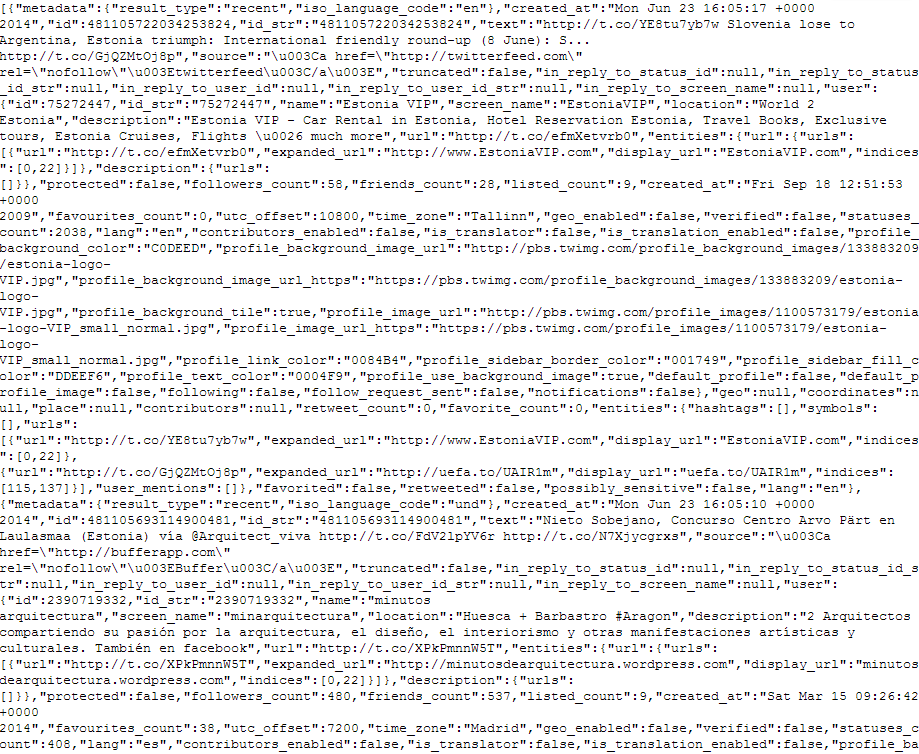 [{"metadata":{"result_type":"recent","iso_language_code":"en"},"created_at":"Mon Jun 23 16:05:17 +0000
2014","id":481105722034253824,"id_str":"481105722034253824","text":"http://t.co/YE8tu7yb7w Slovenia lose to
Argentina, Estonia triumph: International friendly round-up (8 June): S...
http://t.co/GjQZMtOj8p","source":"\u003Ca href=\"http://twitterfeed.com\"
rel=\"nofollow\"\u003Etwitterfeed\u003C/a\u003E","truncated":false,"in_reply_to_status_id":null,"in_reply_to_status
_id_str":null,"in_reply_to_user_id":null,"in_reply_to_user_id_str":null,"in_reply_to_screen_name":null,"user":
{"id":75272447,"id_str":"75272447","name":"Estonia VIP","screen_name":"EstoniaVIP","location":"World 2
Estonia","description":"Estonia VIP - Car Rental in Estonia, Hotel Reservation Estonia, Travel Books, Exclusive
tours, Estonia Cruises, Flights \u0026 much more","url":"http://t.co/efmXetvrb0","entities":{"url":{"urls":
[{"url":"http://t.co/efmXetvrb0","expanded_url":"http://www.EstoniaVIP.com","display_url":"EstoniaVIP.com","indices
":[0,22]}]},"description":{"urls":
[]}},"protected":false,"followers_count":58,"friends_count":28,"listed_count":9,"created_at":"Fri Sep 18 12:51:53
+0000
2009","favourites_count":0,"utc_offset":10800,"time_zone":"Tallinn","geo_enabled":false,"verified":false,"statuses_
count":2038,"lang":"en","contributors_enabled":false,"is_translator":false,"is_translation_enabled":false,"profile_
background_color":"C0DEED","profile_background_image_url":"http://pbs.twimg.com/profile_background_images/133883209
/estonia-logo-
VIP.jpg","profile_background_image_url_https":"https://pbs.twimg.com/profile_background_images/133883209/estonia-
logo-
VIP.jpg","profile_background_tile":true,"profile_image_url":"http://pbs.twimg.com/profile_images/1100573179/estonia
-logo-VIP_small_normal.jpg","profile_image_url_https":"https://pbs.twimg.com/profile_images/1100573179/estonia-
logo-
VIP_small_normal.jpg","profile_link_color":"0084B4","profile_sidebar_border_color":"001749","profile_sidebar_fill_c
olor":"DDEEF6","profile_text_color":"0004F9","profile_use_background_image":true,"default_profile":false,"default_p
rofile_image":false,"following":false,"follow_request_sent":false,"notifications":false},"geo":null,"coordinates":n
ull,"place":null,"contributors":null,"retweet_count":0,"favorite_count":0,"entities":{"hashtags":[],"symbols":
[],"urls":
[{"url":"http://t.co/YE8tu7yb7w","expanded_url":"http://www.EstoniaVIP.com","display_url":"EstoniaVIP.com","indices
":[0,22]},
{"url":"http://t.co/GjQZMtOj8p","expanded_url":"http://uefa.to/UAIR1m","display_url":"uefa.to/UAIR1m","indices":
[115,137]}],"user_mentions":[]},"favorited":false,"retweeted":false,"possibly_sensitive":false,"lang":"en"},
{"metadata":{"result_type":"recent","iso_language_code":"und"},"created_at":"Mon Jun 23 16:05:10 +0000
2014","id":481105693114900481,"id_str":"481105693114900481","text":"Nieto Sobejano, Concurso Centro Arvo Pärt en
Laulasmaa (Estonia) vía @Arquitect_viva http://t.co/FdV2lpYV6r http://t.co/N7Xjycgrxs","source":"\u003Ca
href=\"http://bufferapp.com\"
rel=\"nofollow\"\u003EBuffer\u003C/a\u003E","truncated":false,"in_reply_to_status_id":null,"in_reply_to_status_id_s
tr":null,"in_reply_to_user_id":null,"in_reply_to_user_id_str":null,"in_reply_to_screen_name":null,"user":
{"id":2390719332,"id_str":"2390719332","name":"minutos
arquitectura","screen_name":"minarquitectura","location":"Huesca + Barbastro #Aragon","description":"2 Arquitectos
compartiendo su pasión por la arquitectura, el diseño, el interiorismo y otras manifestaciones artísticas y
culturales. También en facebook","url":"http://t.co/XPkPmnnW5T","entities":{"url":{"urls":
[{"url":"http://t.co/XPkPmnnW5T","expanded_url":"http://minutosdearquitectura.wordpress.com","display_url":"minutos
dearquitectura.wordpress.com","indices":[0,22]}]},"description":{"urls":
[]}},"protected":false,"followers_count":480,"friends_count":537,"listed_count":9,"created_at":"Sat Mar 15 09:26:42
+0000
2014","favourites_count":38,"utc_offset":7200,"time_zone":"Madrid","geo_enabled":false,"verified":false,"statuses_c
ount":408,"lang":"es","contributors_enabled":false,"is_translator":false,"is_translation_enabled":false,"profile_b